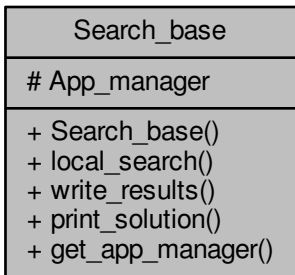 Search_base
# App_manager
+ Search_base()
+ local_search()
+ write_results()
+ print_solution()
+ get_app_manager()